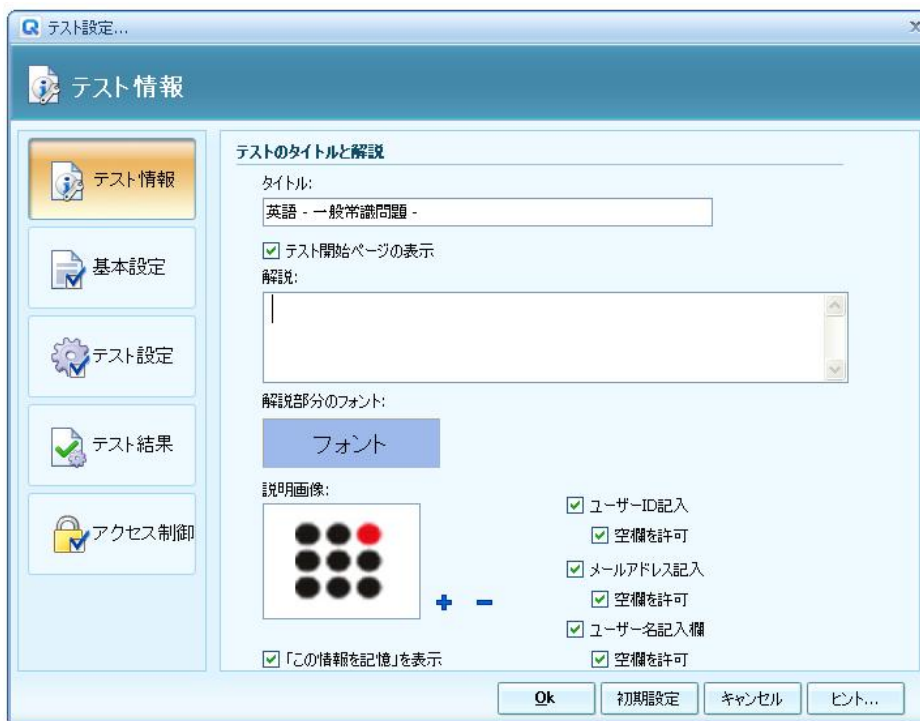 テスト設定...
テスト情報
テスト情報
基本設定
テスト設定
テスト結果
アクセス制御
テストのタイトルと解説
タイトル:
英語 - 一般常識問題 -
テスト開始ページの表示
解説:
解説部分のフォント:
フォント
説明画像:
ユーザーID記入
空欄を許可
メールアドレス記入
空欄を許可
ユーザー名記入欄
「この情報を記憶」を表示
空欄を許可
Ok
初期設定
キャンセル
ヒント...